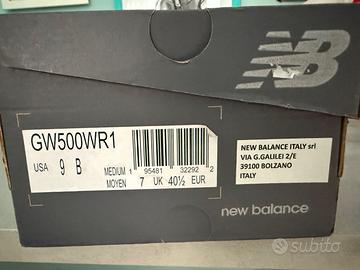 GW500WR1
USA 9 B
MEDIUM 1 95481 32292 2
MOYEN 7 UK 40½ EUR
NEW BALANCE ITALY srl
VIA G.GALILEI 2/E
39100 BOLZANO
ITALY
new balance
subito